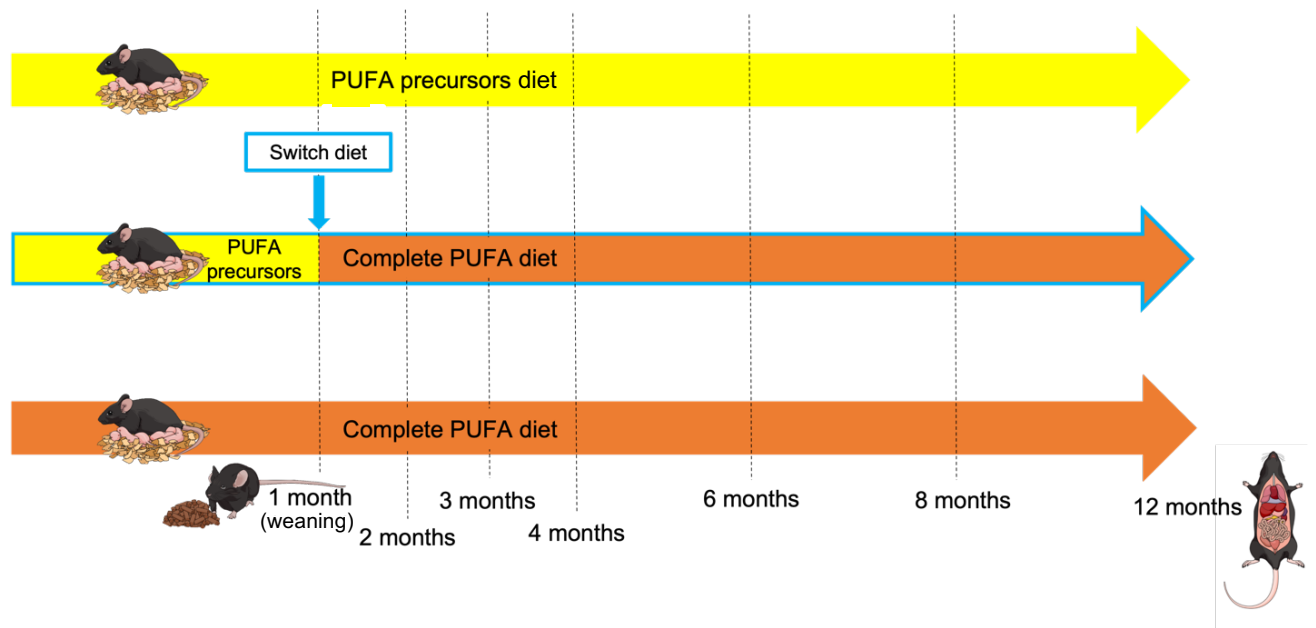 PUFA precursors diet
Switch diet
PUFA
precursors
Complete PUFA diet
Complete PUFA diet
1 month
(weaning)
2 months
3 months
4 months
6 months
8 months
12 months